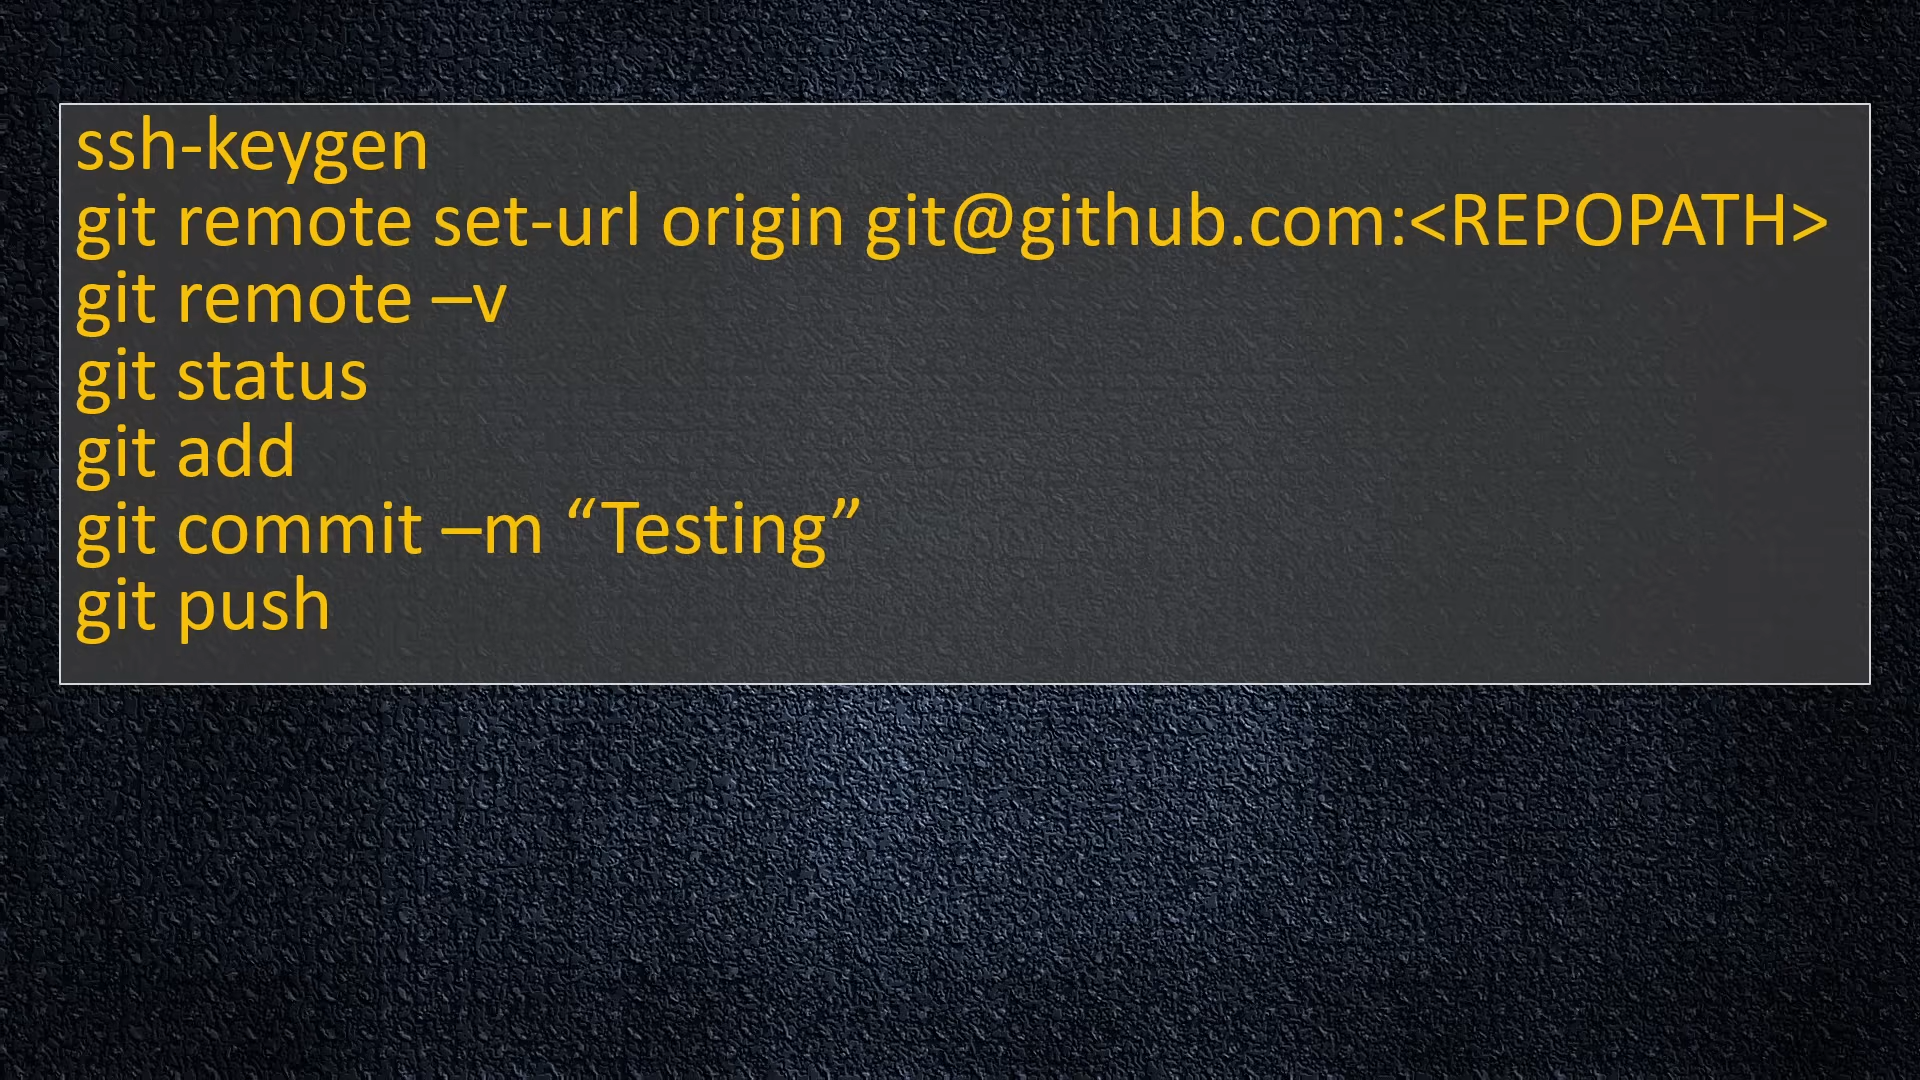 ssh-keygen
git remote set-url origin git@github.com:<REPOPATH>
git remote –v
git status
git add
git commit –m “Testing”
git push